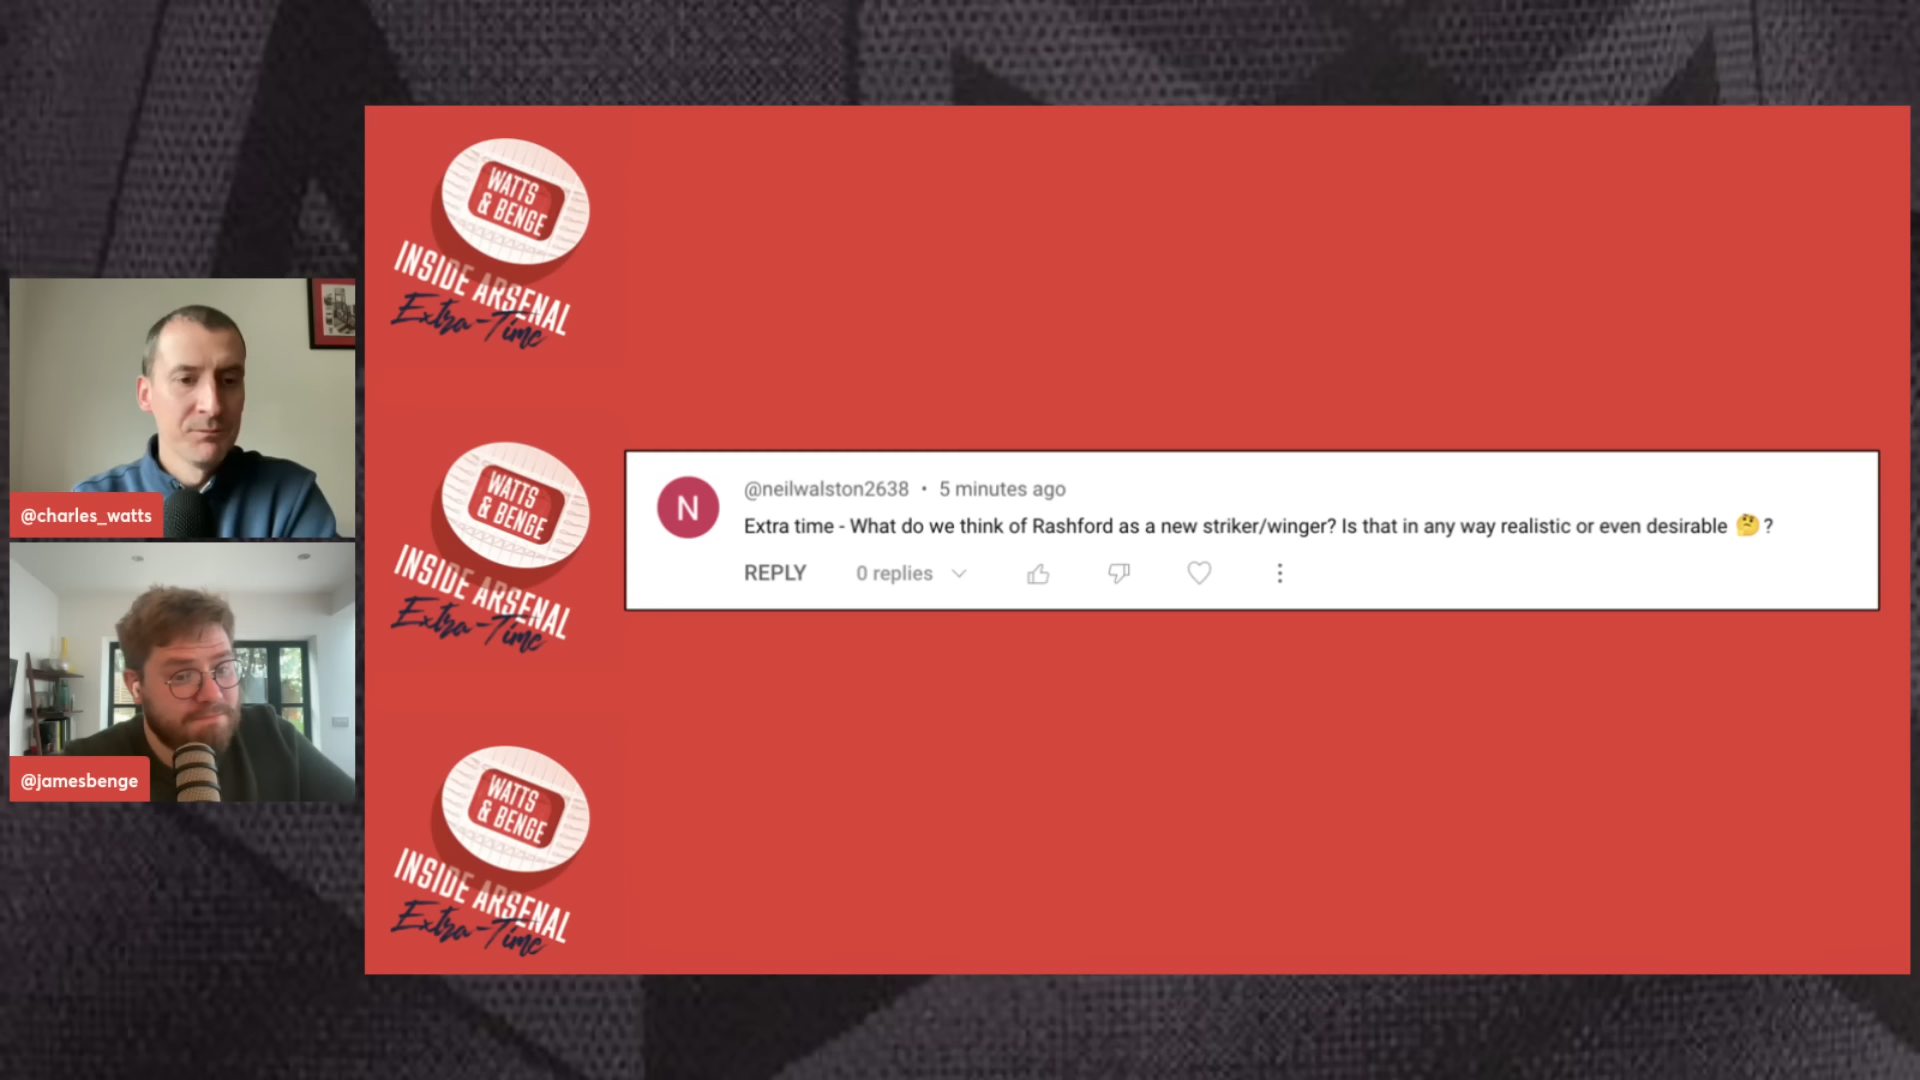 WATTS
& BENGE
INSIDE ARSENAL
Extra-Time
@charles_watts
@jamesbenge
WATTS
& BENGE
INSIDE ARSENAL
Extra-Time
N
@neilwalston2638 • 5 minutes ago
Extra time - What do we think of Rashford as a new striker/winger? Is that in any way realistic or even desirable 🤔 ?
REPLY 0 replies
WATTS
& BENGE
INSIDE ARSENAL
Extra-Time